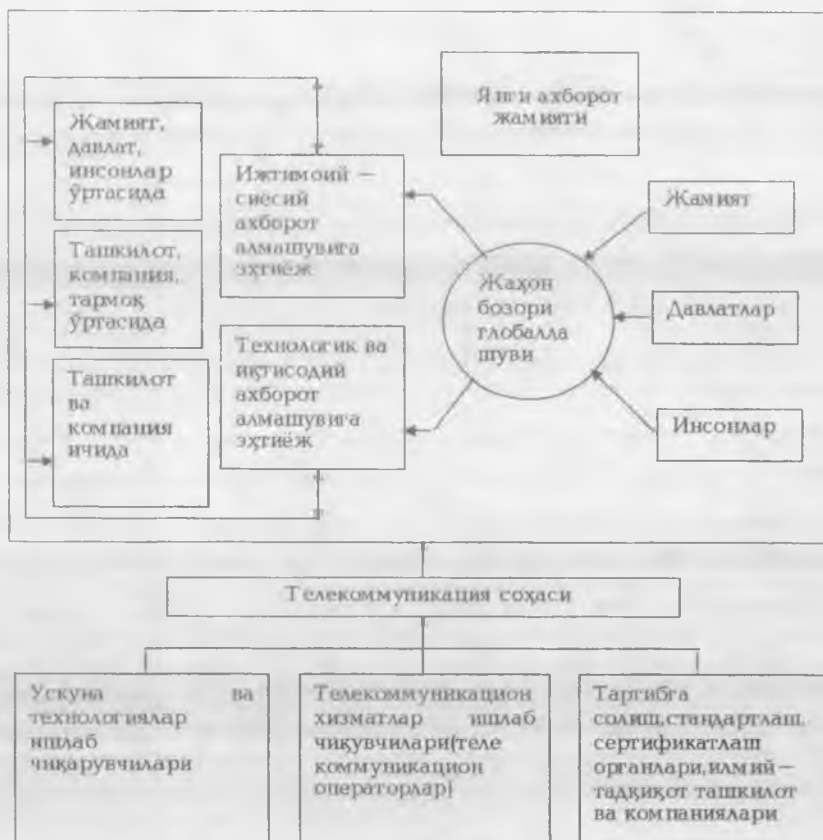 Янги ахборот
жамияти
Жамият,
давлат,
инсонлар
ўртасида
Ижтимоий –
сиёсий
ахборот
алмашувига
эҳтиёж
Жамият
Ташкилот,
компания,
тармоқ
ўртасида
Жаҳон
бозори
глобалла
шуви
Давлатлар
Ташкилот
ва
компания
ичида
Технологик ва
иқтисодий
ахборот
алмашувига
эҳтиёж
Инсонлар
Телекоммуникация соҳаси
Ускуна ва
технологиялар
ишлаб
чиқарувчилари
Телекоммуникацион
хизматлар ишлаб
чиқувчилари(теле
коммуникацион
операторлар)
Тартибга
солиш,стандартлаш,
сертификатлаш
органлари,илмий –
тадқиқот ташкилот
ва компаниялари